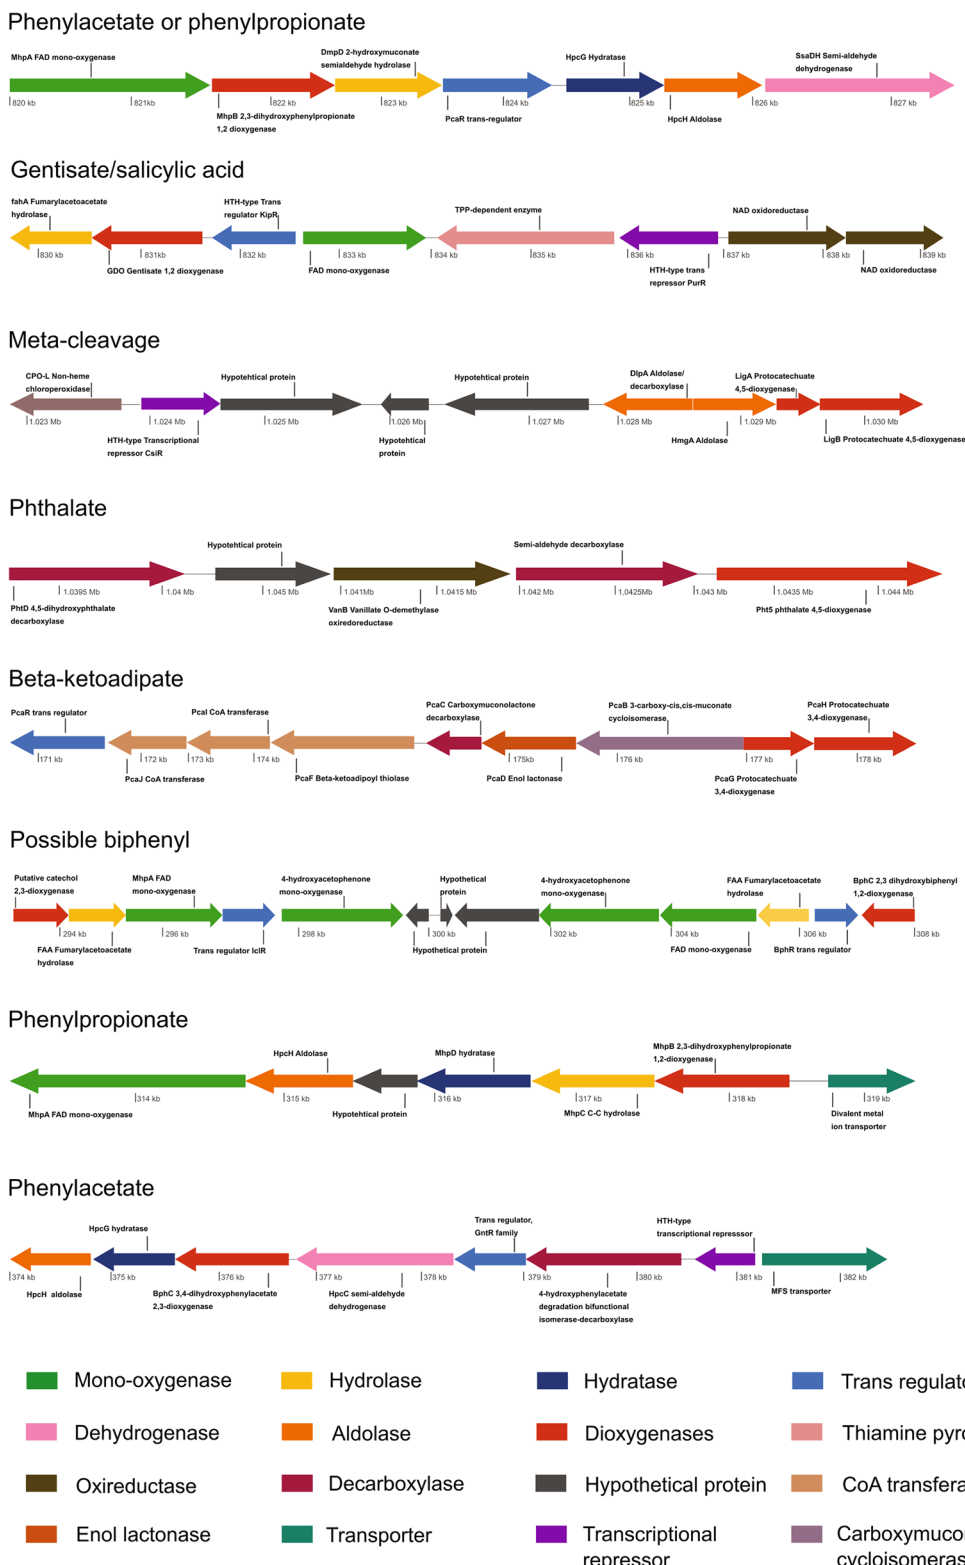 Phenylacetate or phenylpropionate
MhpA FAD mono-oxygenase
DmpD 2-hydroxmuconate
semialdehyde hydrolase
HpcG Hydratase
SsaDH Semi-aldehyde
dehydrogenase
820 kb
821kb
822 kb
823 kb
824 kb
825 kb
826 kb
827 kb
MhpB 2,3-dihydroxyphenylpropionate
1,2 dioxygenase
PcaR trans-regulator
HpcH Aldolase
Gentisate/salicylic acid
fahA Fumarylacetoacetate
hydrolase
HTH-type Trans
regulator KipR
TPP-dependent enzyme
NAD oxidoreductase
830 kb
831kb
832 kb
833 kb
834 kb
835 kb
836 kb
837 kb
838 kb
839 kb
GDO Gentisate 1,2 dioxygenase
FAD mono-oxygenase
HTH-type trans
repressor PurR
NAD oxidoreductase
Meta-cleavage
CPO-L Non-heme
chloroperoxidase
Hypotehtical protein
Hypotehtical protein
DlpA Aldolase/
decarboxylase
LigA Protocatechuate
4,5-dioxygenase
1.023 Mb
1.024 Mb
1.025 Mb
1.026 Mb
1.027 Mb
1.028 Mb
1.029 Mb
1.030 Mb
HTH-type Transcriptional
repressor CsiR
Hypotehtical
protein
HmgA Aldolase
LigB Protocatechuate 4,5-dioxygenase
Phthalate
Hypotehtical protein
Semi-aldehyde decarboxylase
1.0395 Mb
1.04 Mb
1.045 Mb
1.041Mb
1.0415 Mb
1.042 Mb
1.0425Mb
1.043 Mb
1.0435 Mb
1.044 Mb
PhtD 4,5-dihydroxyphthalate
decarboxylase
VanB Vanillate O-demethylase
oxiredoreductase
Pht5 phthalate 4,5-dioxygenase
Beta-ketoadipate
PcaR trans regulator
PcaI CoA transferase
PcaC Carboxymuconolactone
decarboxylase
PcaB 3-carboxy-cis,cis-muconate
cycloisomerase
PcaH Protocatechuate
3,4-dioxygenase
171 kb
172 kb
173 kb
174 kb
175kb
176 kb
177 kb
178 kb
PcaJ CoA transferase
PcaF Beta-ketoadipoyl thiolase
PcaD Enol lactonase
PcaG Protocatechuate
3,4-dioxygenase
Possible biphenyl
Putative catechol
2,3-dioxygenase
MhpA FAD
mono-oxygenase
4-hydroxyacetophenone
mono-oxygenase
Hypothetical
protein
4-hydroxyacetophenone
mono-oxygenase
FAA Fumarylacetoacetate
hydrolase
BphC 2,3 dihydroxybiphenyl
1,2-dioxygenase
294 kb
296 kb
298 kb
300 kb
302 kb
304 kb
306 kb
308 kb
FAA Fumarylacetoacetate
hydrolase
Trans regulator IclR
Hypothetical protein
FAD mono-oxygenase
BphR trans regulator
Phenylpropionate
HpcH Aldolase
MhpD hydratase
MhpB 2,3-dihydroxyphenylpropionate
1,2-dioxygenase
314 kb
315 kb
316 kb
317 kb
318 kb
319 kb
MhpA FAD mono-oxygenase
Hypotehtical protein
MhpC C-C hydrolase
Divalent metal
ion transporter
Phenylacetate
HpcG hydratase
Trans regulator,
GntR family
HTH-type
transcriptional represssor
374 kb
375 kb
376 kb
377 kb
378 kb
379 kb
380 kb
381 kb
382 kb
HpcH aldolase
BphC 3,4-dihydroxyphenylacetate
2,3-dioxygenase
HpcC semi-aldehyde
dehydrogenase
4-hydroxyphenylacetate
degradation bifunctional
isomerase-decarboxylase
MFS transporter
Mono-oxygenase
Hydrolase
Hydratase
Trans regulato
Dehydrogenase
Aldolase
Dioxygenases
Thiamine pyro
Oxireductase
Decarboxylase
Hypothetical protein
CoA transfera
Enol lactonase
Transporter
Transcriptional
repressor
Carboxymucon
cycloisomeras